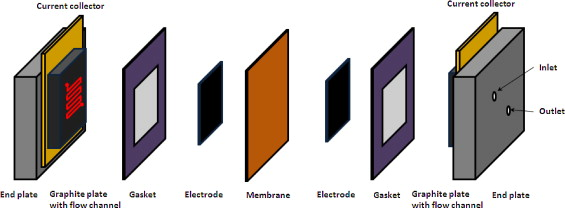 Current collector
Current collector
Inlet
Outlet
End plate
Graphite plate
with flow channel
Gasket
Electrode
Membrane
Electrode
Gasket
Graphite plate
with flow channel
End plate